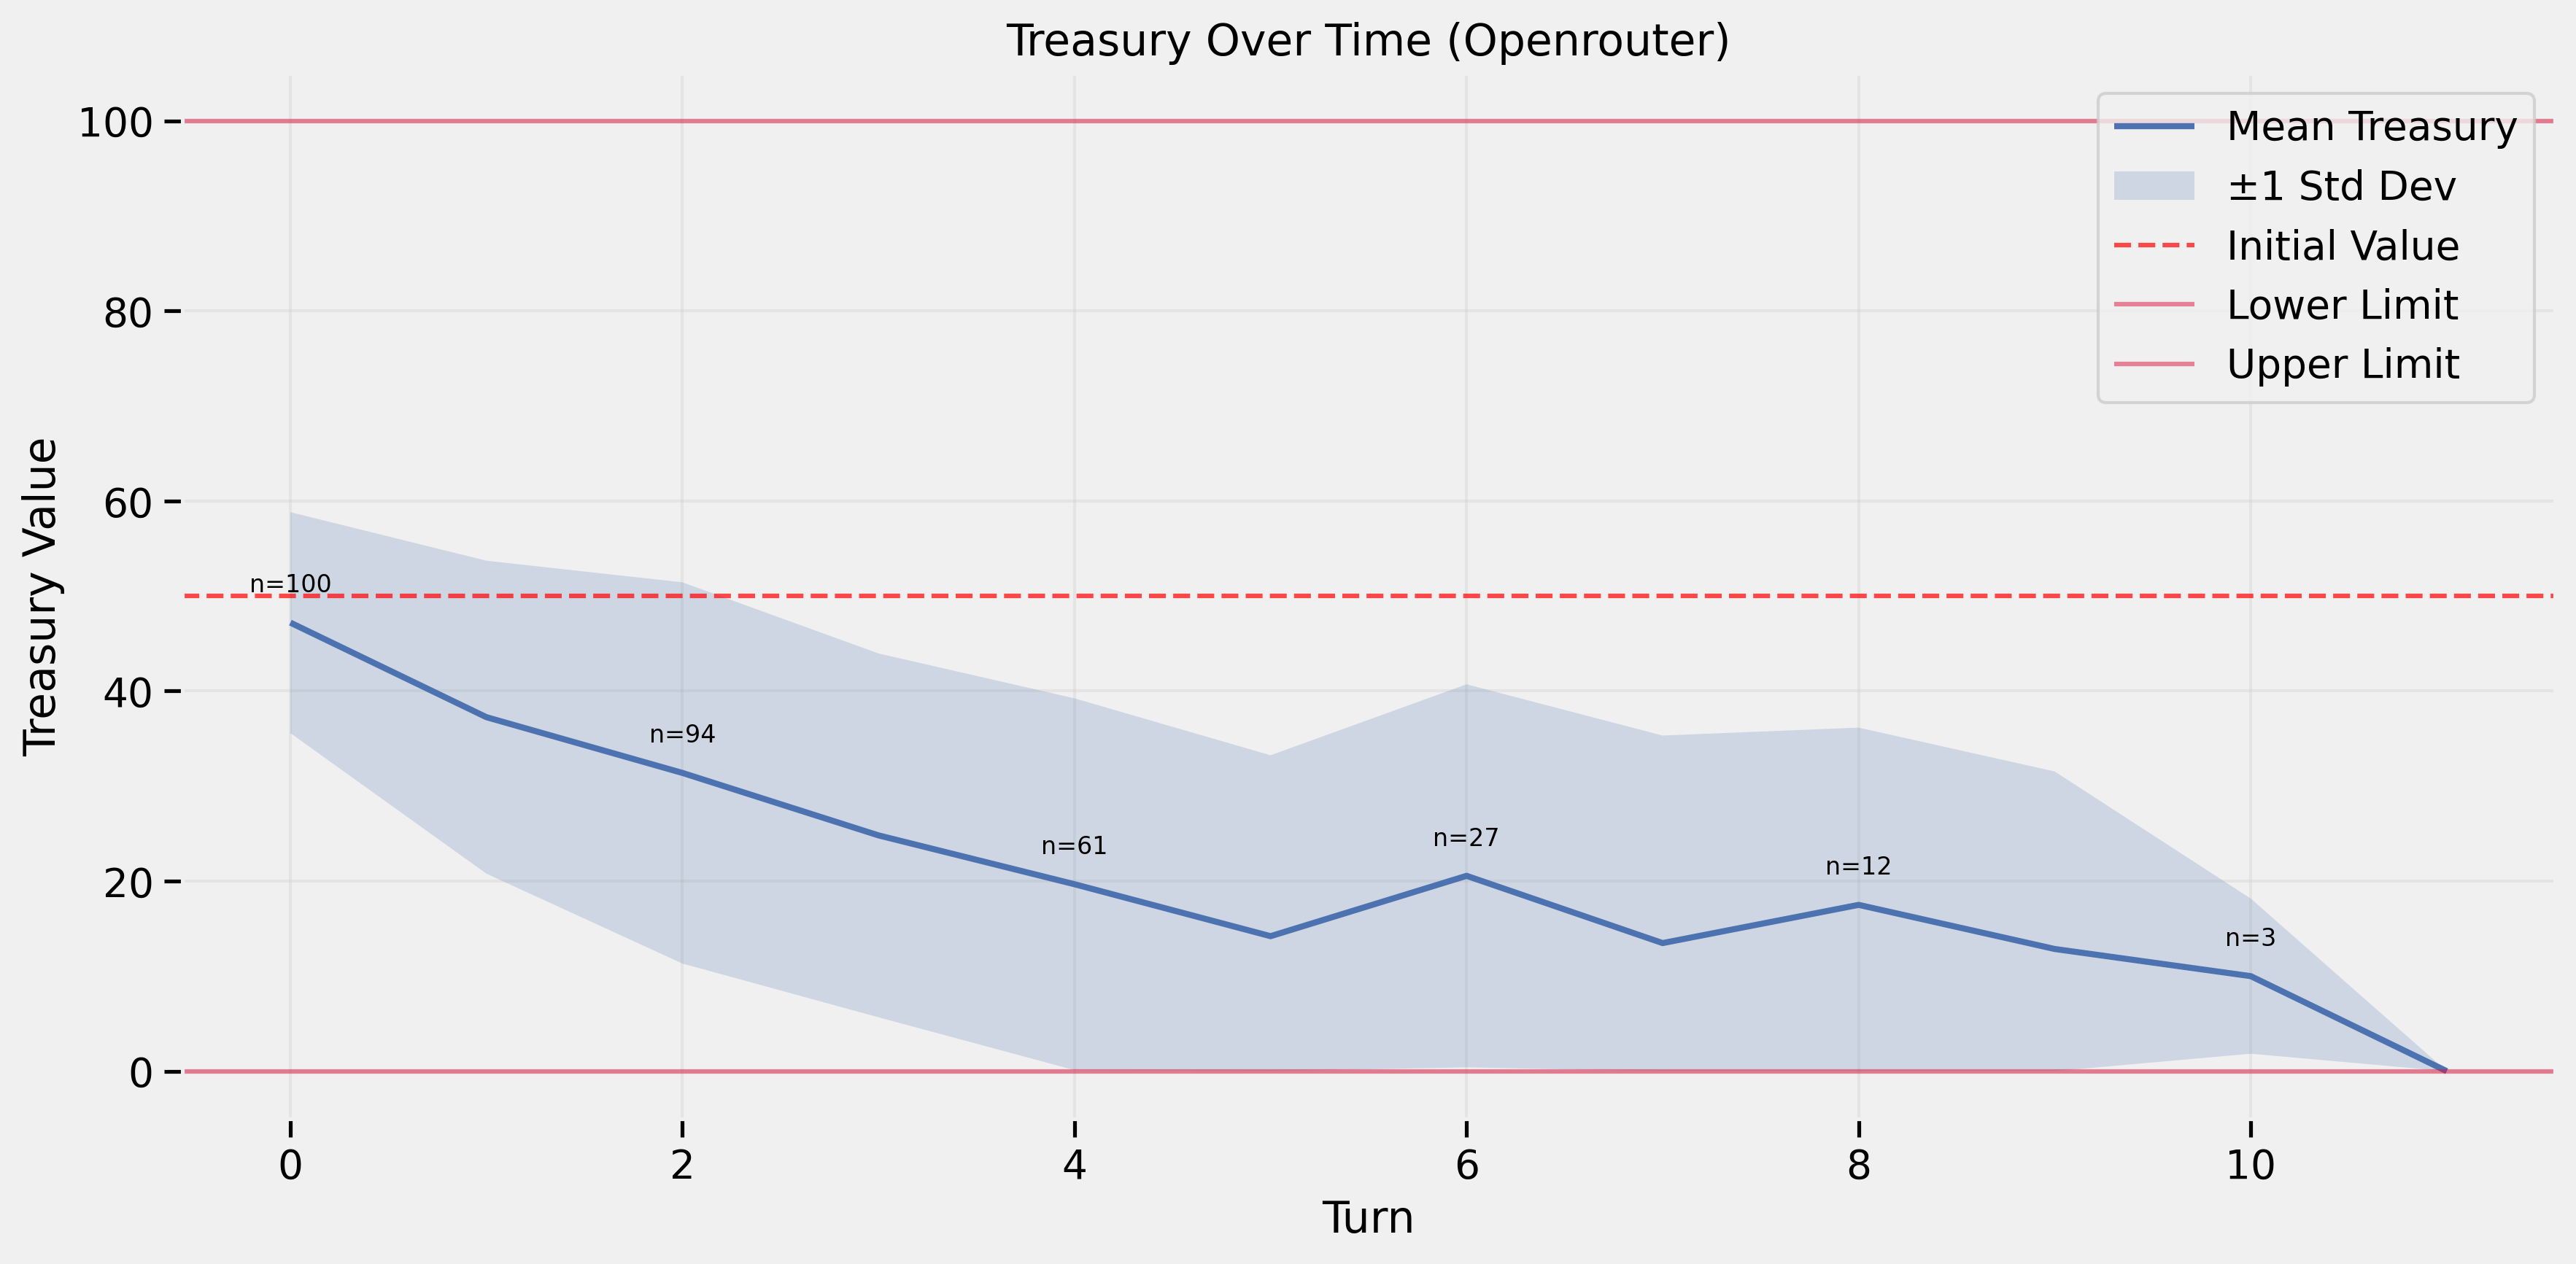 Treasury Over Time (Openrouter)
Treasury Value
100
80
60
40
20
0
Mean Treasury
±1 Std Dev
Initial Value
Lower Limit
Upper Limit
n=100
n=94
n=61
n=27
n=12
n=3
0 2 4 6 8 10
Turn